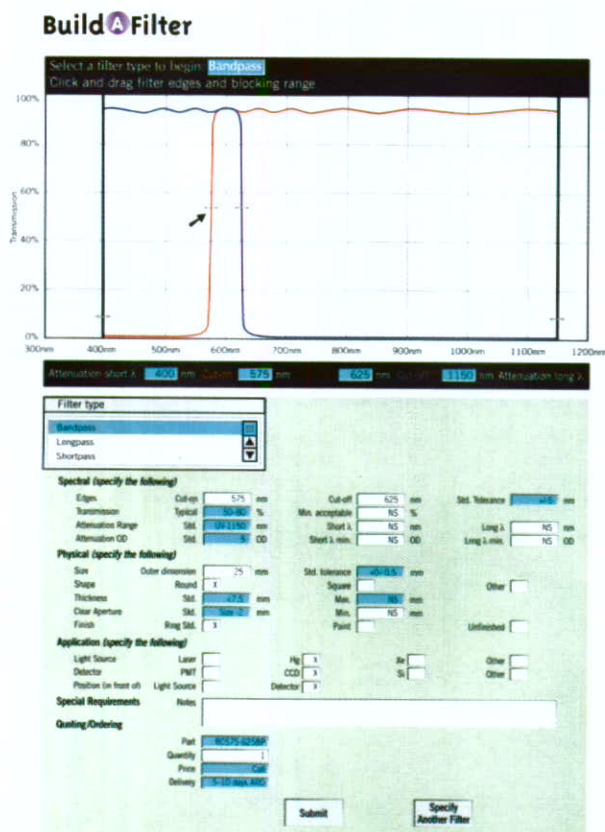 Build A Filter
Select a filter type to begin: Bandpass
Click and drag filter edges and blocking range
100%
80%
60%
40%
20%
0%
Transmission
300nm 400nm 500nm 600nm 700nm 800nm 900nm 1000nm 1100nm 1200nm
Attenuation short λ 400 nm Cut-on 575 nm 625 nm Cut-off 1150 nm Attenuation long λ
Filter type
Bandpass
Longpass
Shortpass
Spectral (specify the following)
Edges Cut-on 575 nm Cut-off 625 nm Std. Tolerance +/-5 nm
Transmission Typical 50-80 % Min. acceptable NS %
Attenuation Range Std. UV-1150 nm Short λ NS nm Long λ NS nm
Attenuation OD Std. 5 OD Short λ min. NS OD Long λ min. NS OD
Physical (specify the following)
Size Outer dimension 25 mm Std. tolerance +0/-0.5 mm
Shape Round X Square Other
Thickness Std. <7.5 mm Max. NS mm
Clear Aperture Std. Size -2 mm Min. NS mm
Finish Ring Std. X Paint Unfinished
Application (specify the following)
Light Source Laser Hg X Xe Other
Detector PMT CCD X Si Other
Position (in front of) Light Source Detector X
Special Requirements Notes
Quoting/Ordering
Part
Quantity 1
Price Call
Delivery 5-10 days ARO
Submit Specify
Another Filter